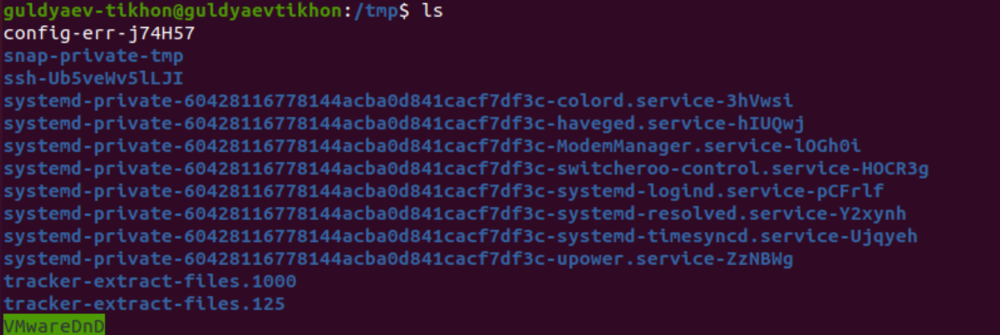 guldyaev-tikhon@guldyaevtikhon:/tmp$ ls
config-err-j74H57
snap-private-tmp
ssh-Ub5veWv5lLJI
systemd-private-60428116778144acba0d841cacf7df3c-colord.service-3hVwsi
systemd-private-60428116778144acba0d841cacf7df3c-haveged.service-hIUQwj
systemd-private-60428116778144acba0d841cacf7df3c-ModemManager.service-lOGh0i
systemd-private-60428116778144acba0d841cacf7df3c-switcheroo-control.service-HOCR3g
systemd-private-60428116778144acba0d841cacf7df3c-systemd-logind.service-pCFrlf
systemd-private-60428116778144acba0d841cacf7df3c-systemd-resolved.service-Y2xynh
systemd-private-60428116778144acba0d841cacf7df3c-systemd-timesyncd.service-Ujqyeh
systemd-private-60428116778144acba0d841cacf7df3c-upower.service-ZzNBWg
tracker-extract-files.1000
tracker-extract-files.125
VMwareDnD